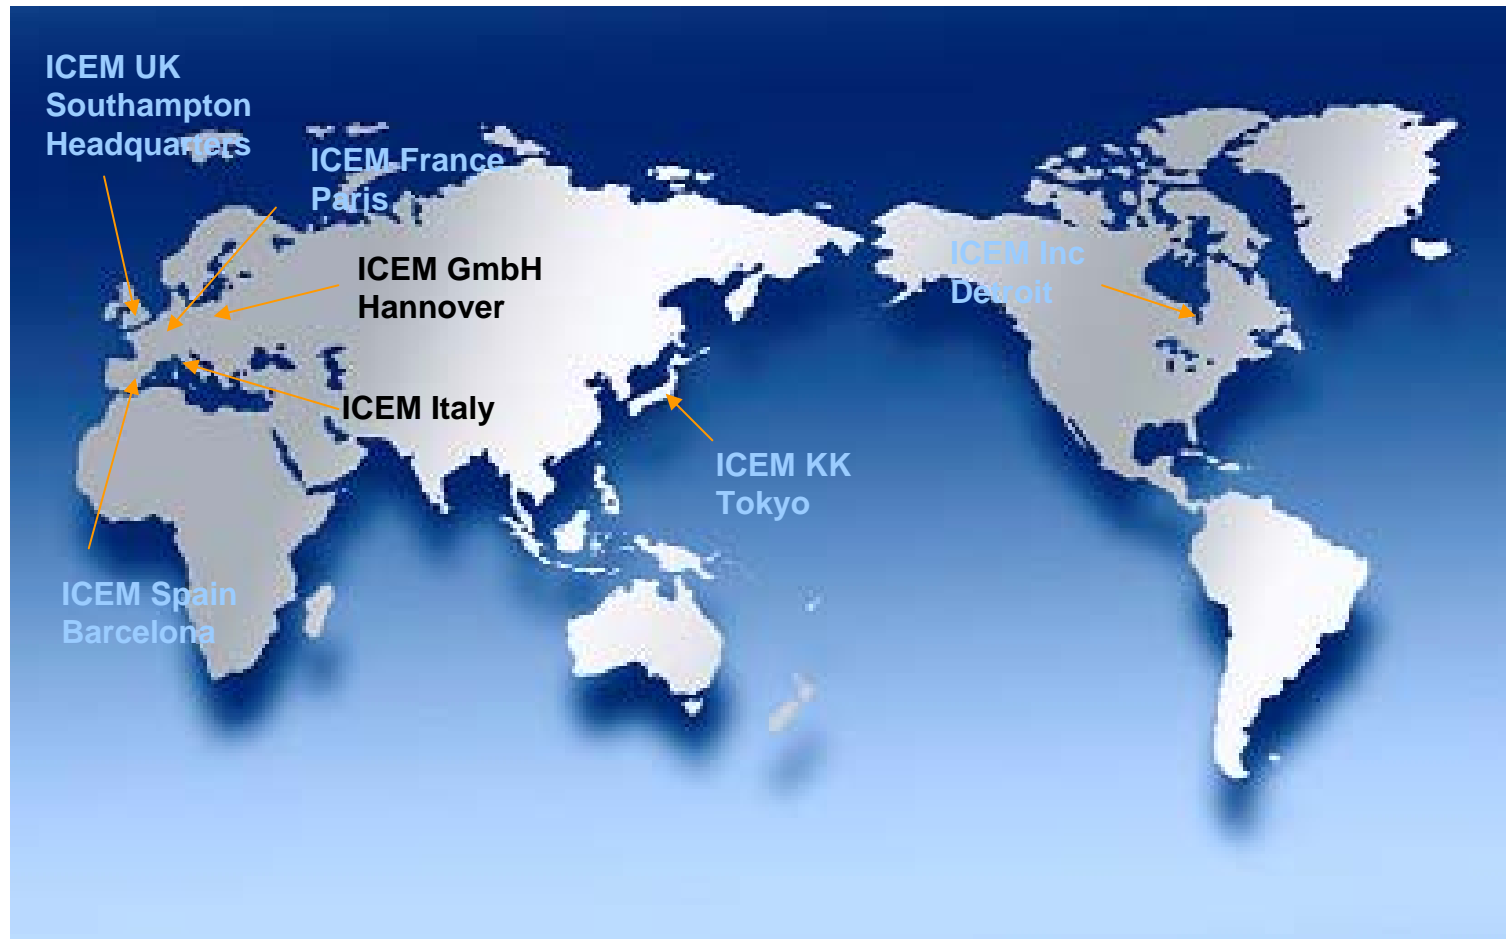 ICEM UK
Southampton
Headquarters
ICEM France
Paris
ICEM GmbH
Hannover
ICEM Inc
Detroit
ICEM Italy
ICEM KK
Tokyo
ICEM Spain
Barcelona